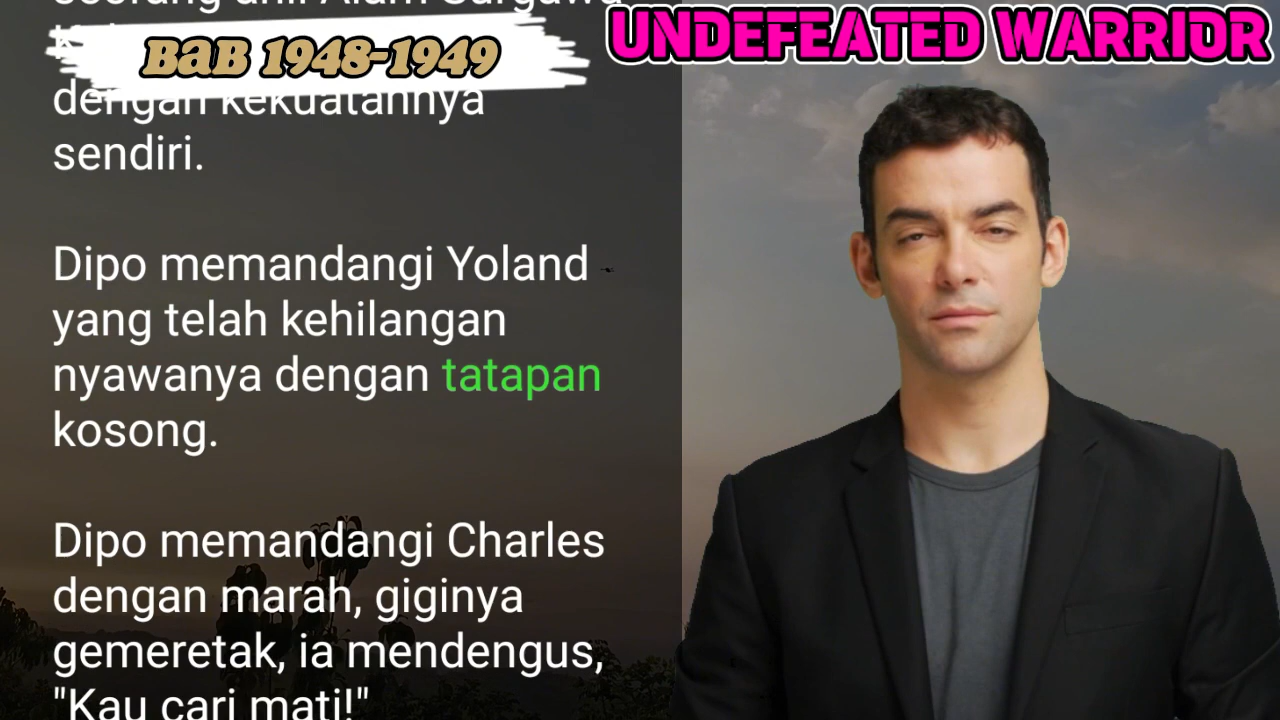 BAB 1948-1949
UNDEFEATED WARRIOR
dengan kekuatannya
sendiri.
Dipo memandangi Yoland
yang telah kehilangan
nyawanya dengan tatapan
kosong.
Dipo memandangi Charles
dengan marah, giginya
gemeretak, ia mendengus,
"Kau cari mati!"